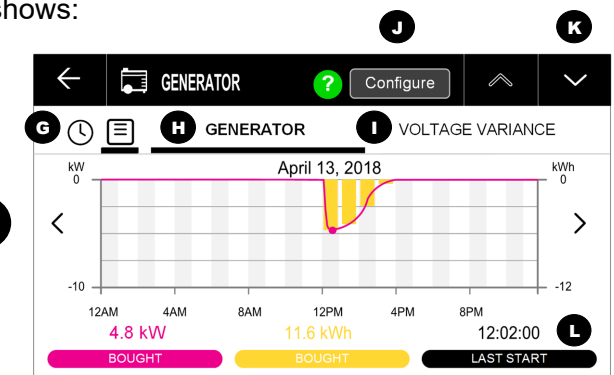 shows:
J K
GENERATOR ? Configure
G H GENERATOR I VOLTAGE VARIANCE
kW April 13, 2018 kWh
0 0
-10 -12
12AM 4AM 8AM 12PM 4PM 8PM
4.8 kW 11.6 kWh 12:02:00 L
BOUGHT BOUGHT LAST START